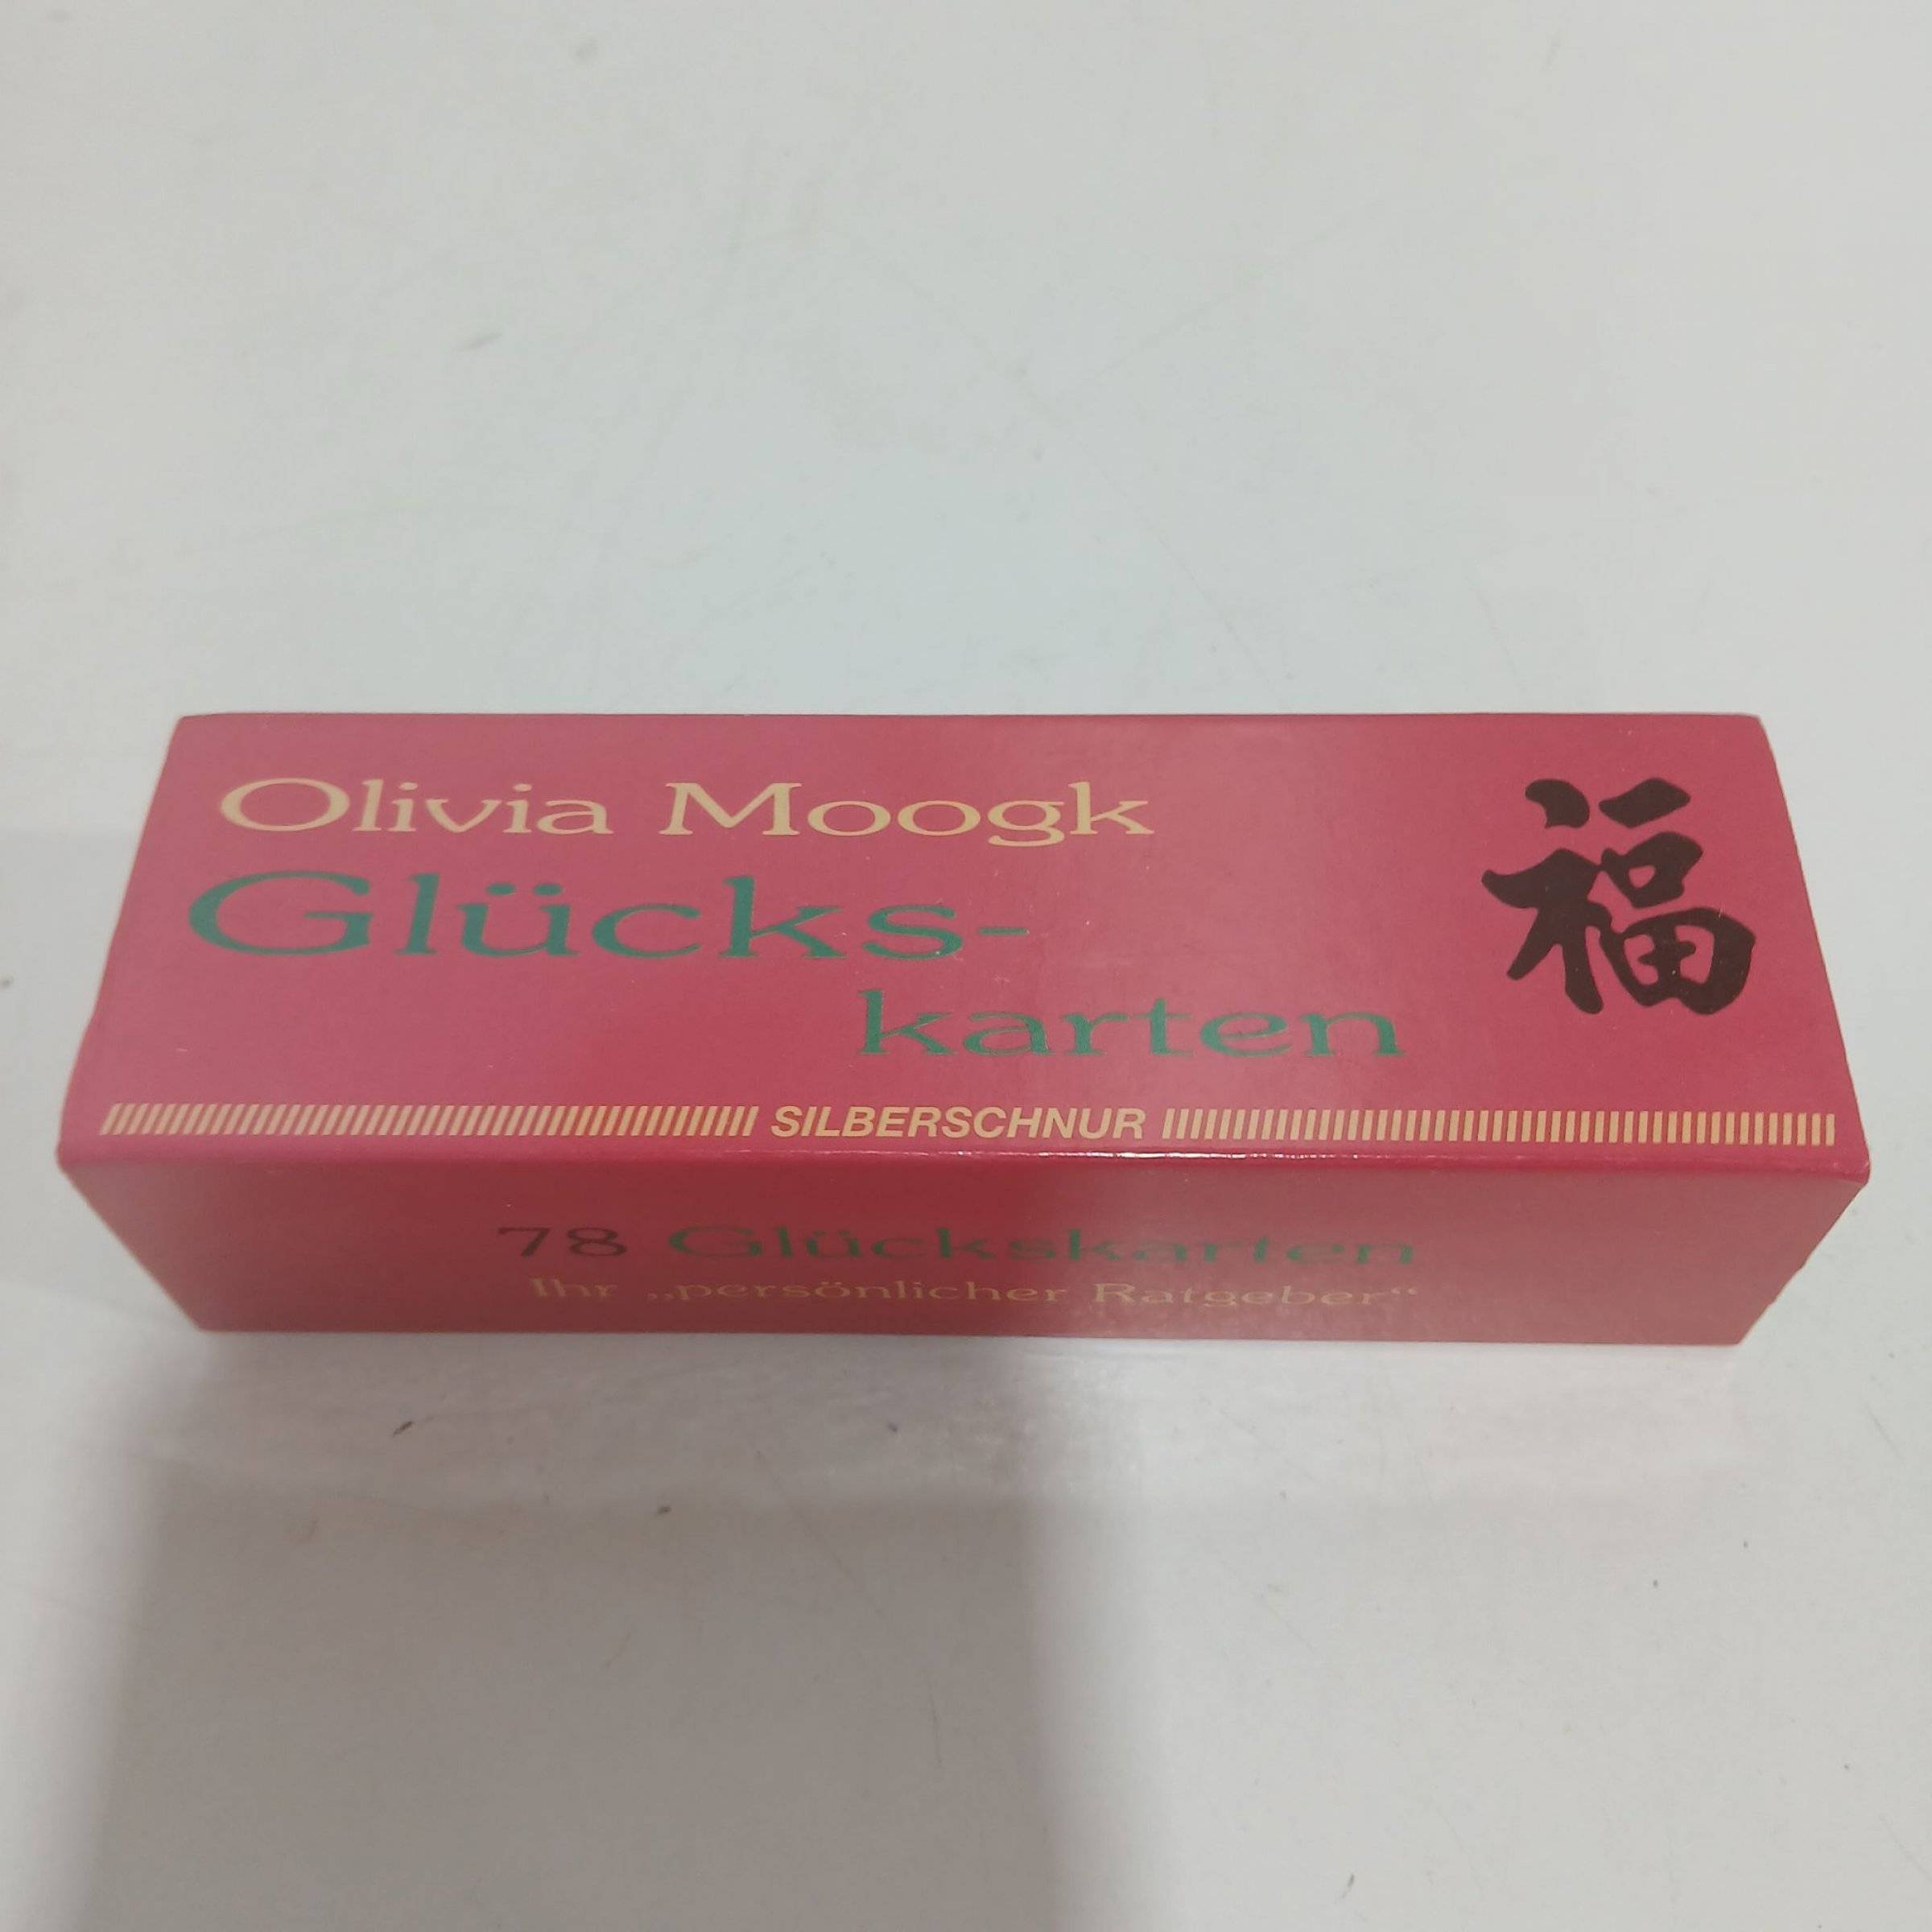 Olivia Moogk
Glücks-
karten
福
SILBERSCHNUR
78 Glückskarten
Ihr „persönlicher Ratgeber“